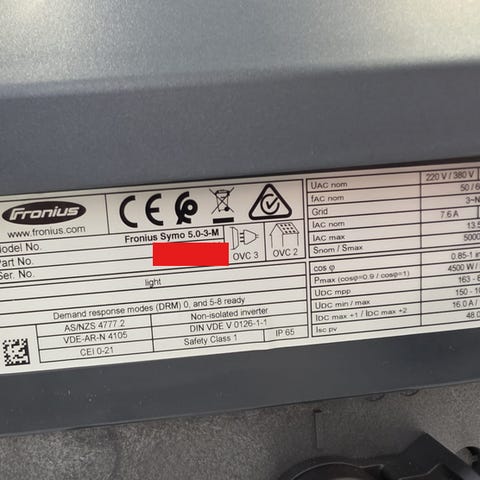 Fronius
www.fronius.com
CE
Model No.
Fronius Symo 5.0-3-M
Part No.
Ser. No.
OVC 3
OVC 2
light
Demand response modes (DRM) 0, and 5-8 ready
AS/NZS 4777.2
Non-isolated inverter
VDE-AR-N 4105
DIN VDE V 0126-1-1
CEI 0-21
Safety Class 1
IP 65
UAC nom
220 V / 380 V
fAC nom
50 / 6
Grid
3~N
IAC nom
7.6 A
IAC max
13.5
Snom / Smax
5000
cos φ
0.85-1 in
Pmax (cosφ=0.9 / cosφ=1)
4500 W /
UDC mpp
163 - 6
UDC min / max
150 - 10
IDC max +1 / IDC max +2
16.0 A /
Isc pv
48.0